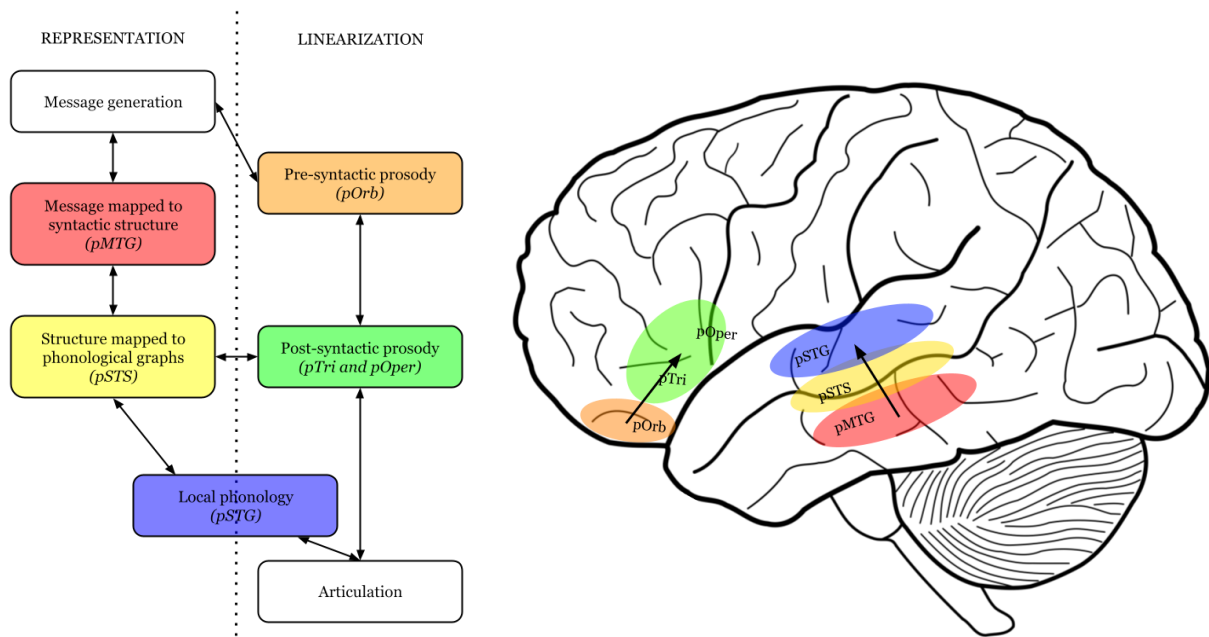 REPRESENTATION
LINEARIZATION
Message generation
Pre-syntactic prosody
(pOrb)
Message mapped to
syntactic structure
(pMTG)
Structure mapped to
phonological graphs
(pSTS)
Post-syntactic prosody
(pTri and pOper)
Local phonology
(pSTG)
Articulation
pOper
pTri
pOrb
pSTG
pSTS
pMTG